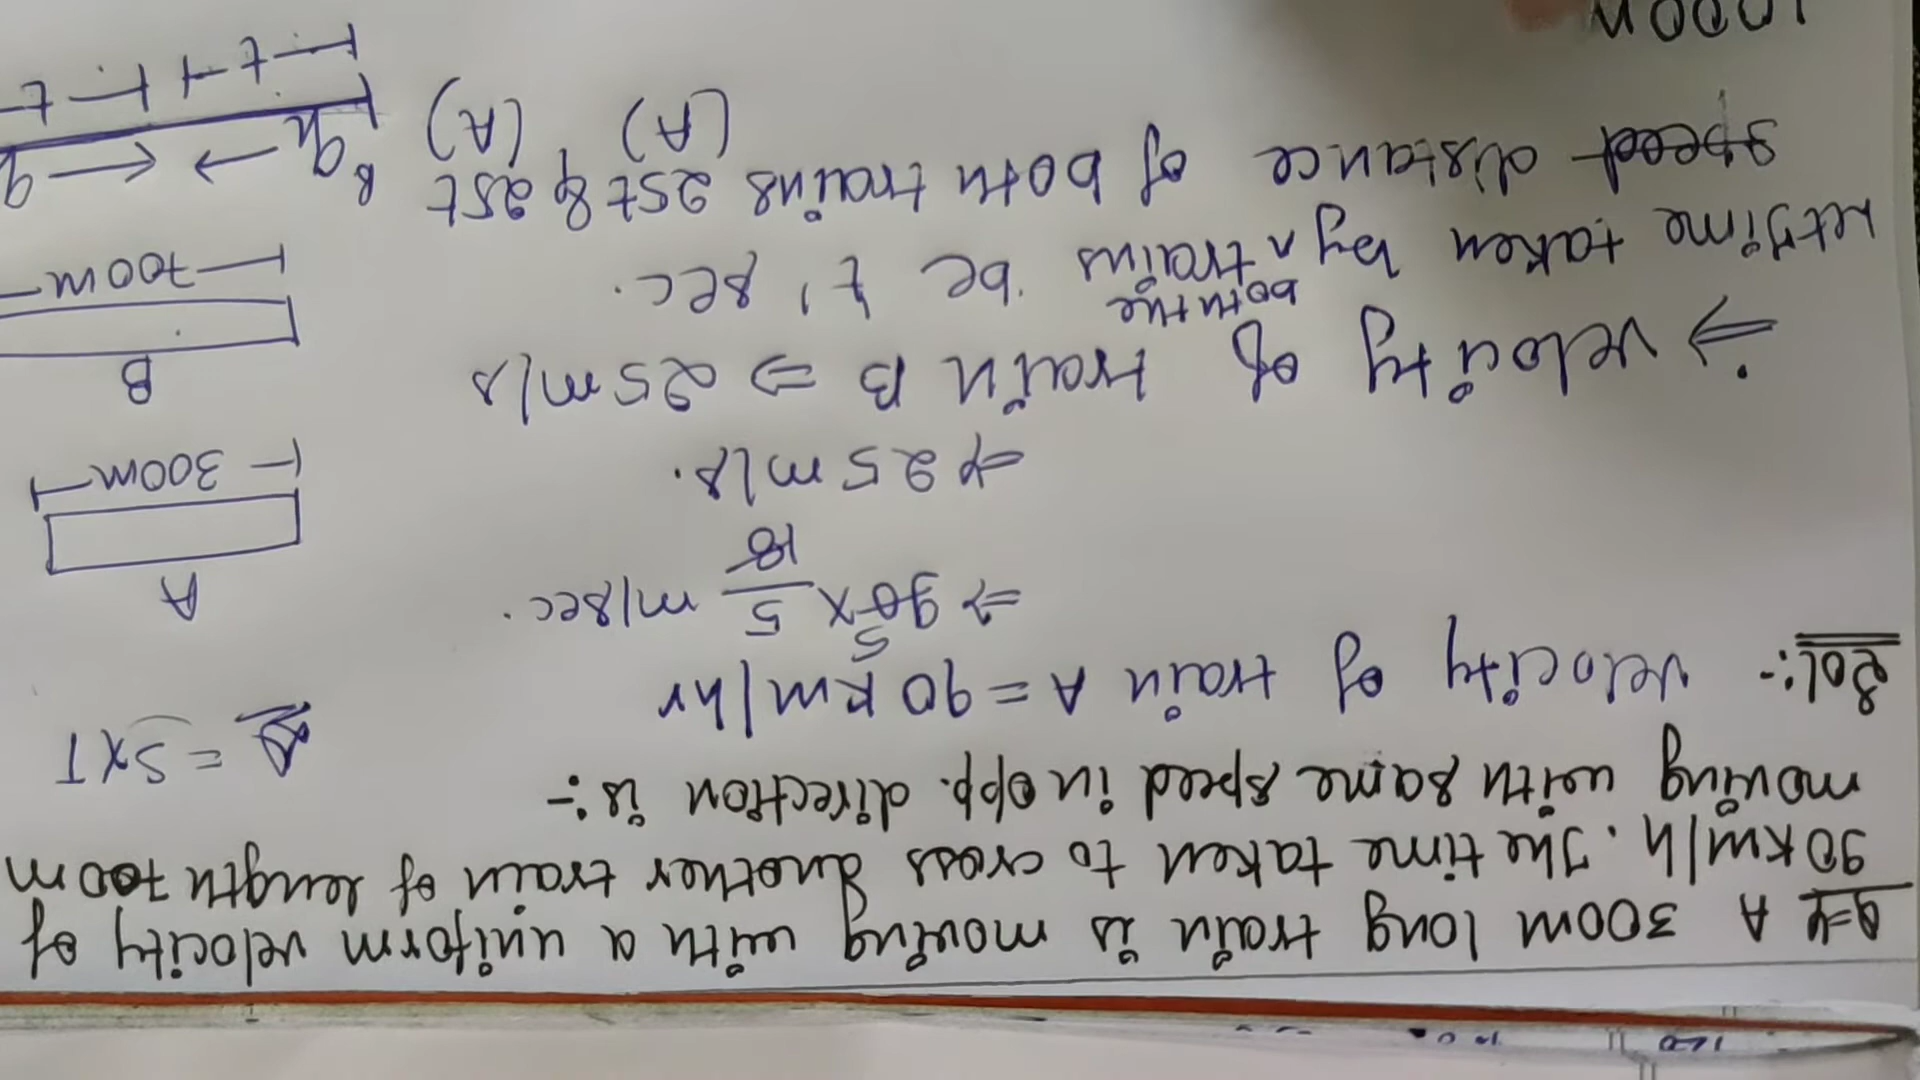 Q-4 A 300m long train is moving with a uniform velocity of
90 Km/h. The time taken to cross another train of length 700m
moving with same speed in opp. direction is :-
Sol:- velocity of train A = 90 Km/hr
⇒ 90 5 x 5/18 m/sec.
⇒ 25 m/s.
⇒ velocity of train B ⇒ 25 m/s
Let time taken by both the trains be 't' sec.
speed distance of both trains 25t & 25t
(A) (A)
1000
= S X T
A
300m
B
700m
B
t t